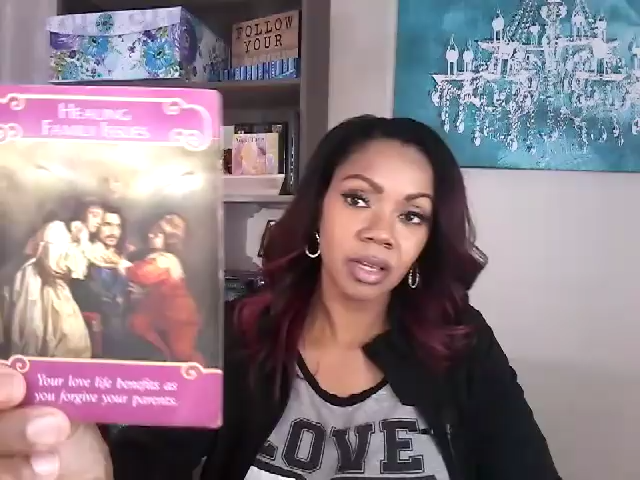 HEALING
FAMILY ISSUES
Your love life benefits as
you forgive your parents.
FOLLOW
YOUR
LOVE